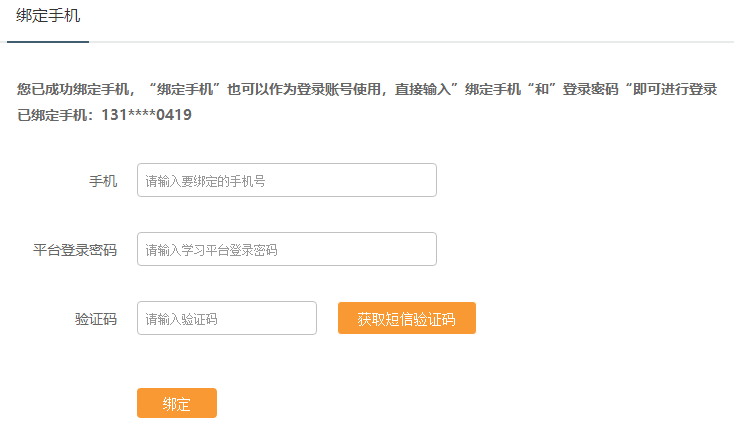 绑定手机
您已成功绑定手机，“绑定手机”也可以作为登录账号使用，直接输入”绑定手机“和”登录密码“即可进行登录
已绑定手机：131****0419
手机 请输入要绑定的手机号
平台登录密码 请输入学习平台登录密码
验证码 请输入验证码 获取短信验证码
绑定